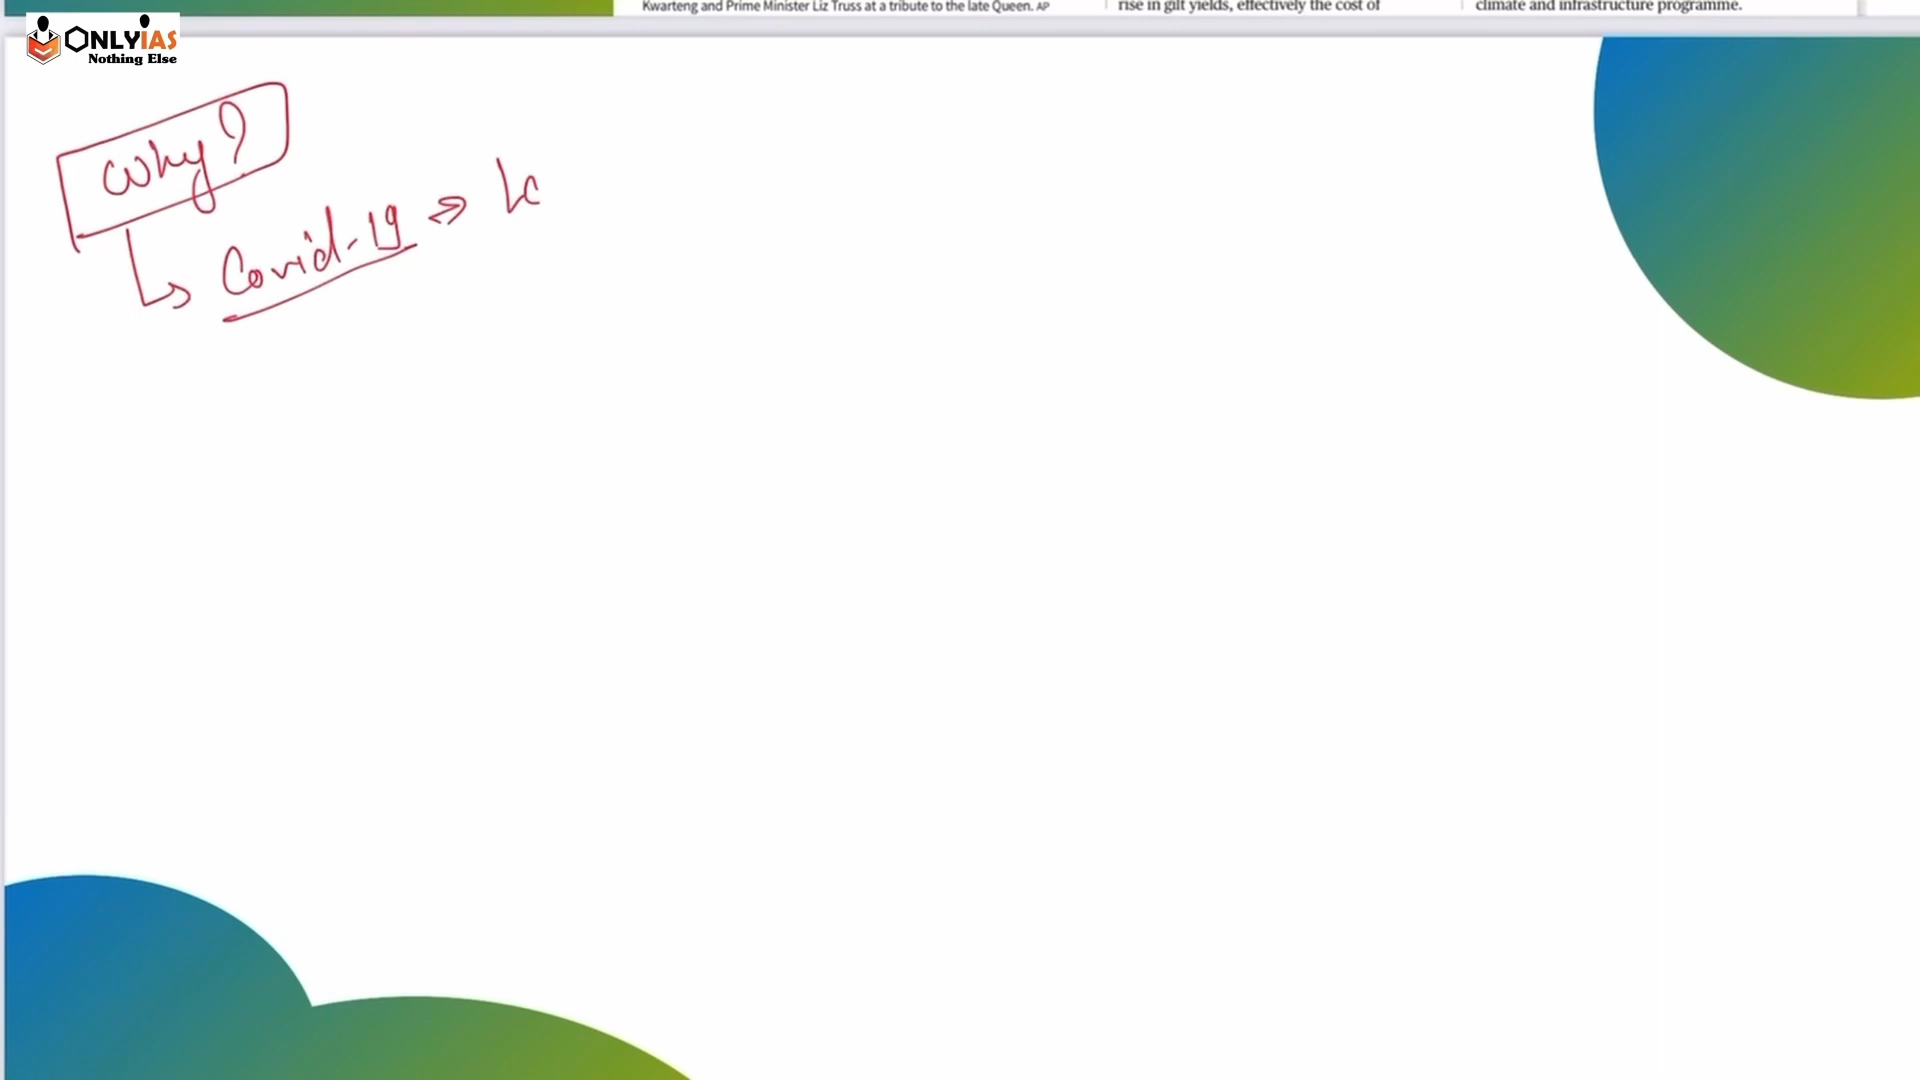 Kwarteng and Prime Minister Liz Truss at a tribute to the late Queen. AP
rise in gilt yields, effectively the cost of
climate and infrastructure programme.
ONLYIAS
Nothing Else
Why?
Covid-19 ⇒